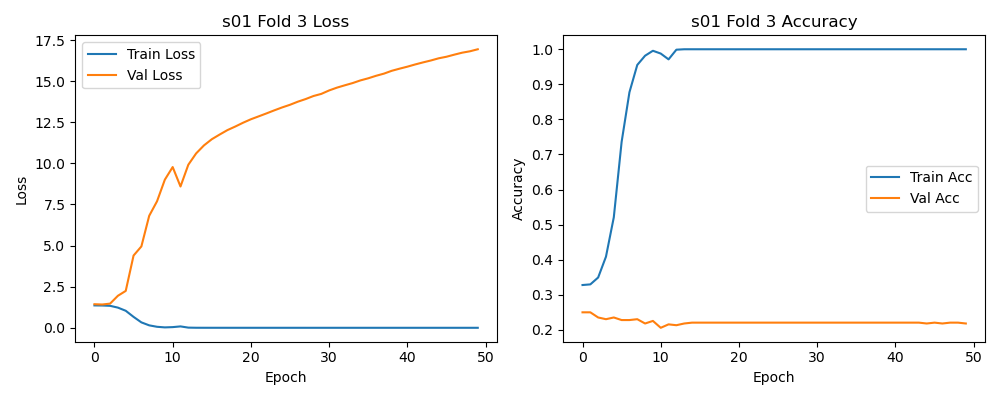 s01 Fold 3 Loss
Train Loss
Val Loss
17.5
15.0
12.5
10.0
7.5
5.0
2.5
0.0
Loss
0 10 20 30 40 50
Epoch
s01 Fold 3 Accuracy
Train Acc
Val Acc
1.0
0.9
0.8
0.7
0.6
0.5
0.4
0.3
0.2
Accuracy
0 10 20 30 40 50
Epoch